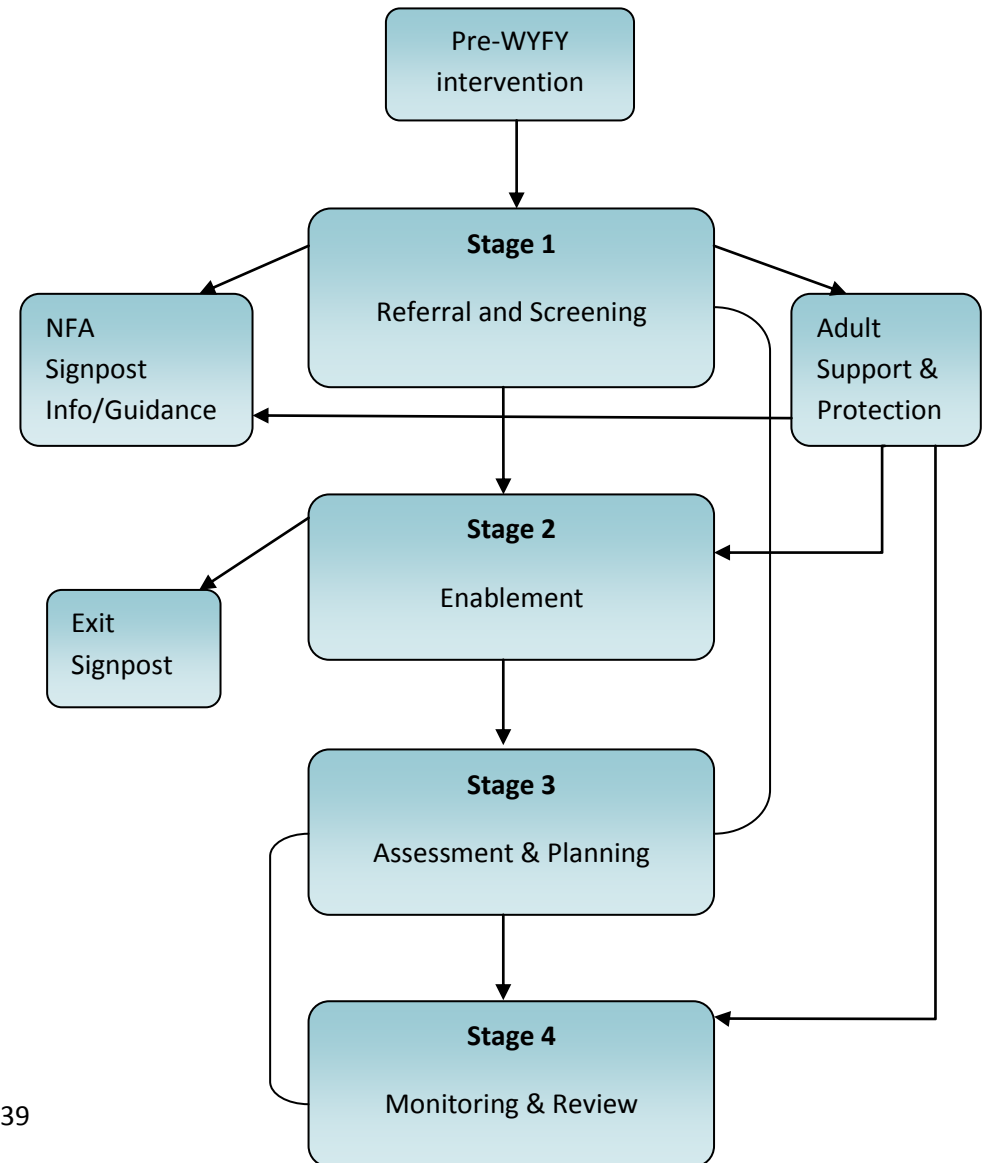 Pre-WYFY
intervention
Stage 1
Referral and Screening
NFA
Signpost
Info/Guidance
Adult
Support &
Protection
Stage 2
Enablement
Exit
Signpost
Stage 3
Assessment & Planning
Stage 4
Monitoring & Review
39